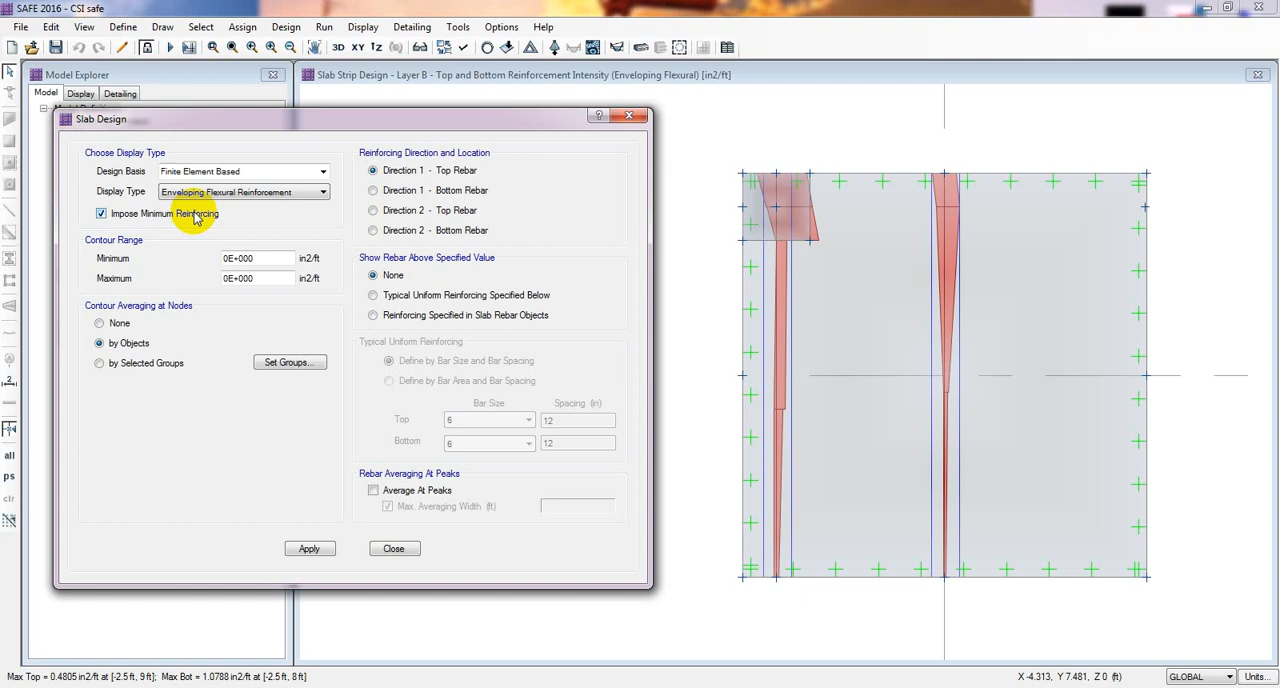 SAFE 2016 - CSI safe
File Edit View Define Draw Select Assign Design Run Display Detailing Tools Options Help
3D XY
Model Explorer
Slab Strip Design - Layer B - Top and Bottom Reinforcement Intensity (Enveloping Flexural) [in2/ft]
Model Display Detailing
Slab Design
Choose Display Type
Design Basis Finite Element Based
Display Type Enveloping Flexural Reinforcement
Impose Minimum Reinforcing
Contour Range
Minimum 0E+000 in2/ft
Maximum 0E+000 in2/ft
Contour Averaging at Nodes
None
by Objects
by Selected Groups Set Groups...
Reinforcing Direction and Location
Direction 1 - Top Rebar
Direction 1 - Bottom Rebar
Direction 2 - Top Rebar
Direction 2 - Bottom Rebar
Show Rebar Above Specified Value
None
Typical Uniform Reinforcing Specified Below
Reinforcing Specified in Slab Rebar Objects
Typical Uniform Reinforcing
Define by Bar Size and Bar Spacing
Define by Bar Area and Bar Spacing
Bar Size Spacing (in)
Top 6 12
Bottom 6 12
Rebar Averaging At Peaks
Average At Peaks
Max. Averaging Width (ft)
Apply Close
all
ps
clr
Max Top = 0.4805 in2/ft at [-2.5 ft, 9 ft]; Max Bot = 1.0788 in2/ft at [-2.5 ft, 8 ft]
X -4.313, Y 7.481, Z 0 (ft)
GLOBAL
Units...